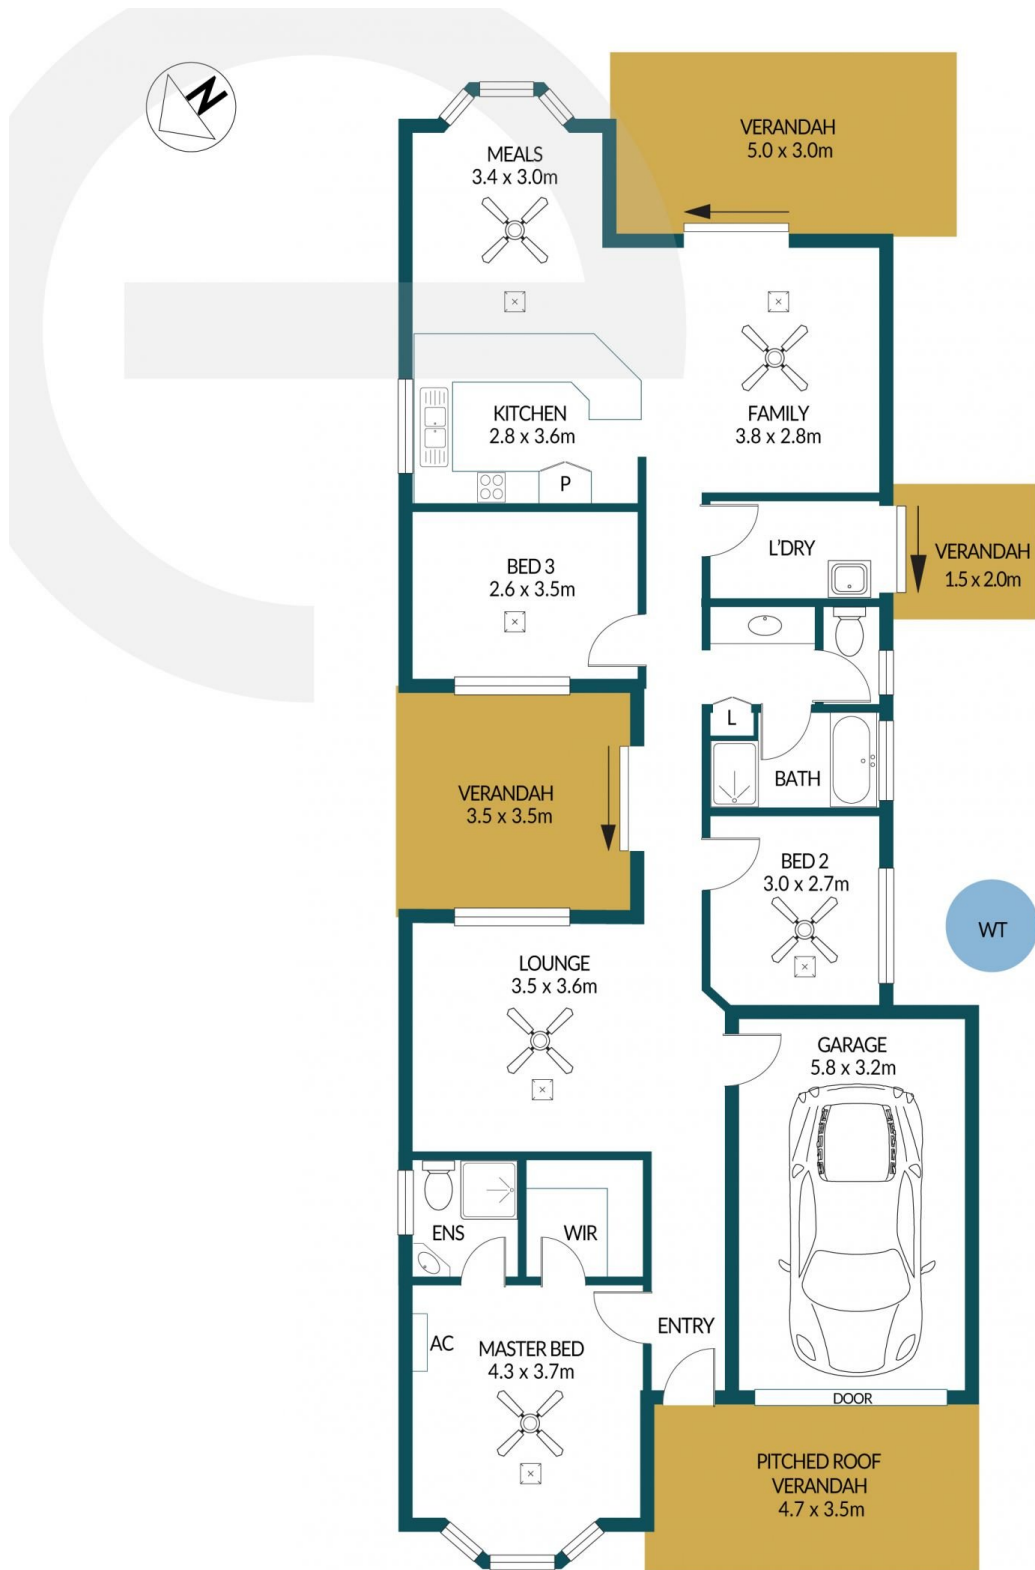 N
VERANDAH
5.0 x 3.0m
MEALS
3.4 x 3.0m
KITCHEN
2.8 x 3.6m
P
FAMILY
3.8 x 2.8m
L'DRY
VERANDAH
1.5 x 2.0m
BED 3
2.6 x 3.5m
L
BATH
VERANDAH
3.5 x 3.5m
BED 2
3.0 x 2.7m
WT
LOUNGE
3.5 x 3.6m
GARAGE
5.8 x 3.2m
ENS
WIR
ENTRY
AC
MASTER BED
4.3 x 3.7m
DOOR
PITCHED ROOF
VERANDAH
4.7 x 3.5m